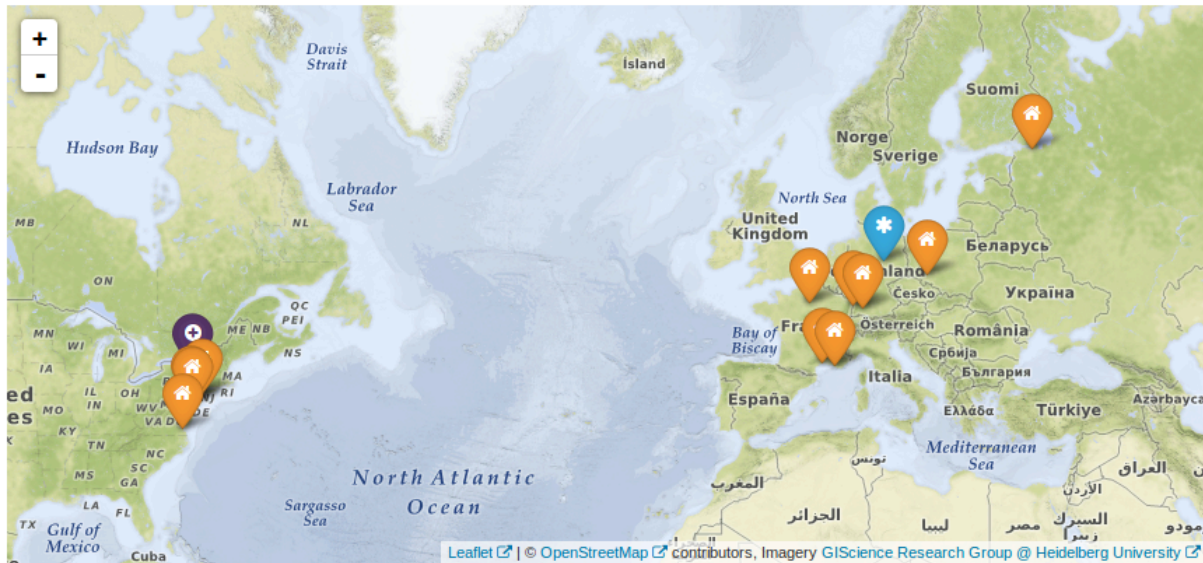 +
-
Davis
Strait
Ísland
Suomi
Norge
Sverige
Hudson Bay
Labrador
Sea
North Sea
United
Kingdom
MB
NL
ON
Беларусь
Česko
Україна
QC
PEI
ME
NB
NS
MN
WI
MI
Bay of
Biscay
Österreich
România
Србија
България
Italia
IA
IL
IN
OH
MA
RI
NJ
DE
MO
WV
VA
KY
TN
NC
SC
MS
GA
LA
FL
TX
España
Ελλάδα
Türkiye
Mediterranean
Sea
تونس
المغرب
الجزائر
ليبيا
مصر
العراق
الأردن
North Atlantic
Ocean
Sargasso
Sea
Gulf of
Mexico
Cuba
Leaflet | © OpenStreetMap contributors, Imagery GIScience Research Group @ Heidelberg University